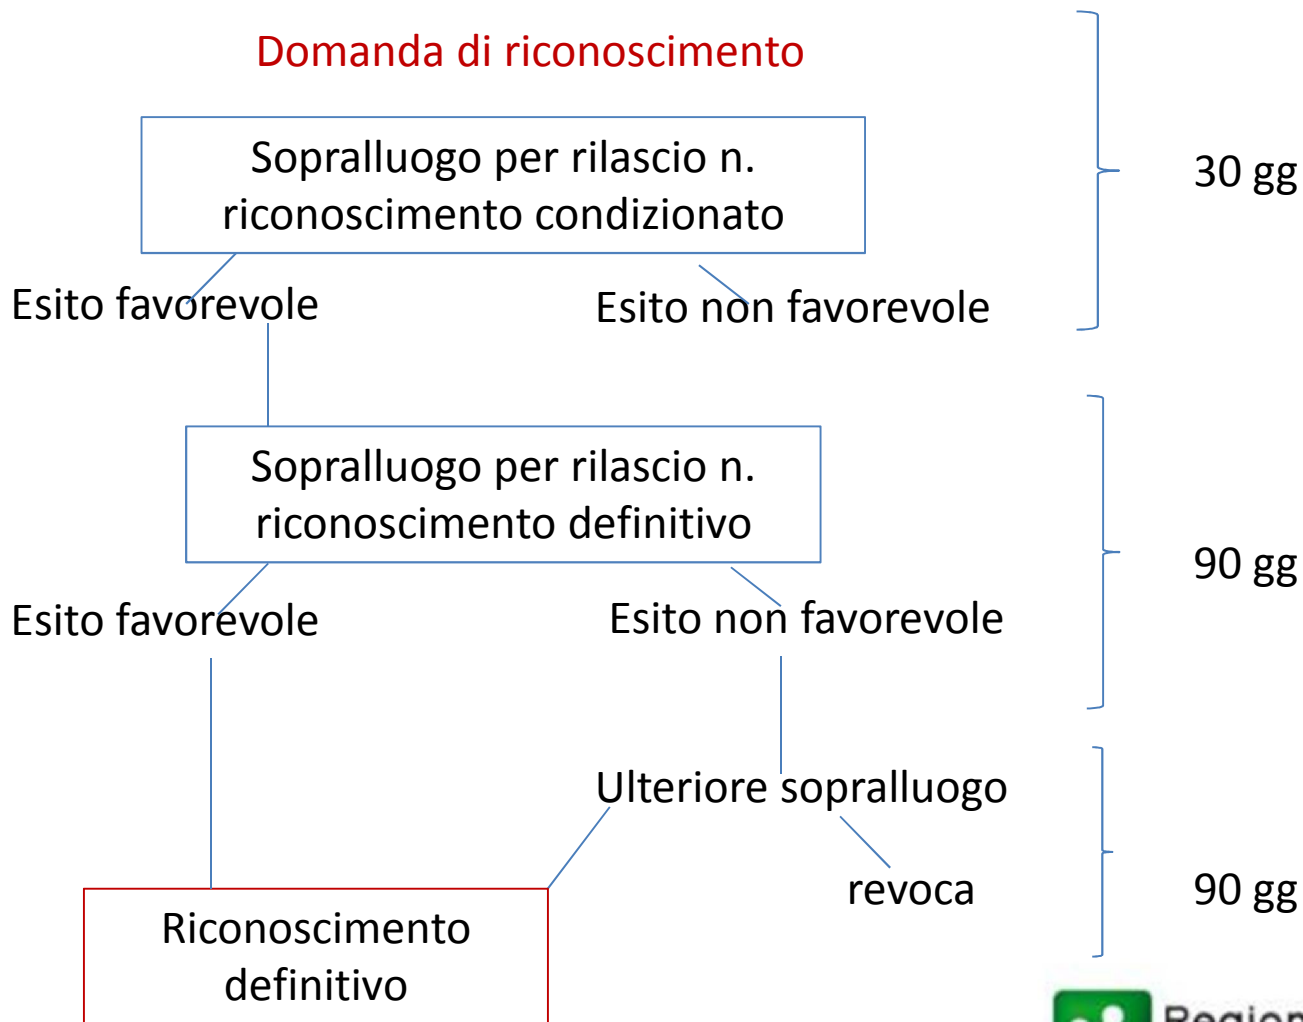 Domanda di riconoscimento
Sopralluogo per rilascio n.
riconoscimento condizionato
30 gg
Esito favorevole
Esito non favorevole
Sopralluogo per rilascio n.
riconoscimento definitivo
90 gg
Esito favorevole
Esito non favorevole
Ulteriore sopralluogo
revoca
90 gg
Riconoscimento
definitivo